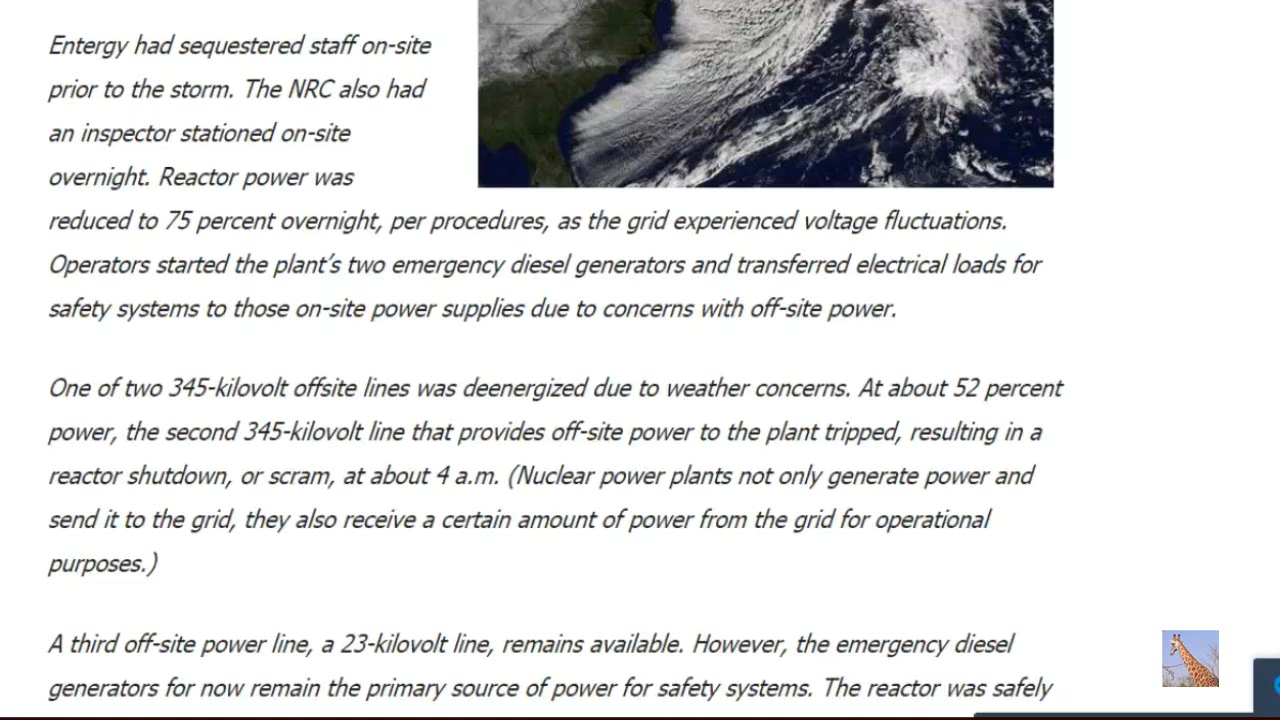 Entergy had sequestered staff on-site
prior to the storm. The NRC also had
an inspector stationed on-site
overnight. Reactor power was
reduced to 75 percent overnight, per procedures, as the grid experienced voltage fluctuations.
Operators started the plant's two emergency diesel generators and transferred electrical loads for
safety systems to those on-site power supplies due to concerns with off-site power.
One of two 345-kilovolt offsite lines was deenergized due to weather concerns. At about 52 percent
power, the second 345-kilovolt line that provides off-site power to the plant tripped, resulting in a
reactor shutdown, or scram, at about 4 a.m. (Nuclear power plants not only generate power and
send it to the grid, they also receive a certain amount of power from the grid for operational
purposes.)
A third off-site power line, a 23-kilovolt line, remains available. However, the emergency diesel
generators for now remain the primary source of power for safety systems. The reactor was safely